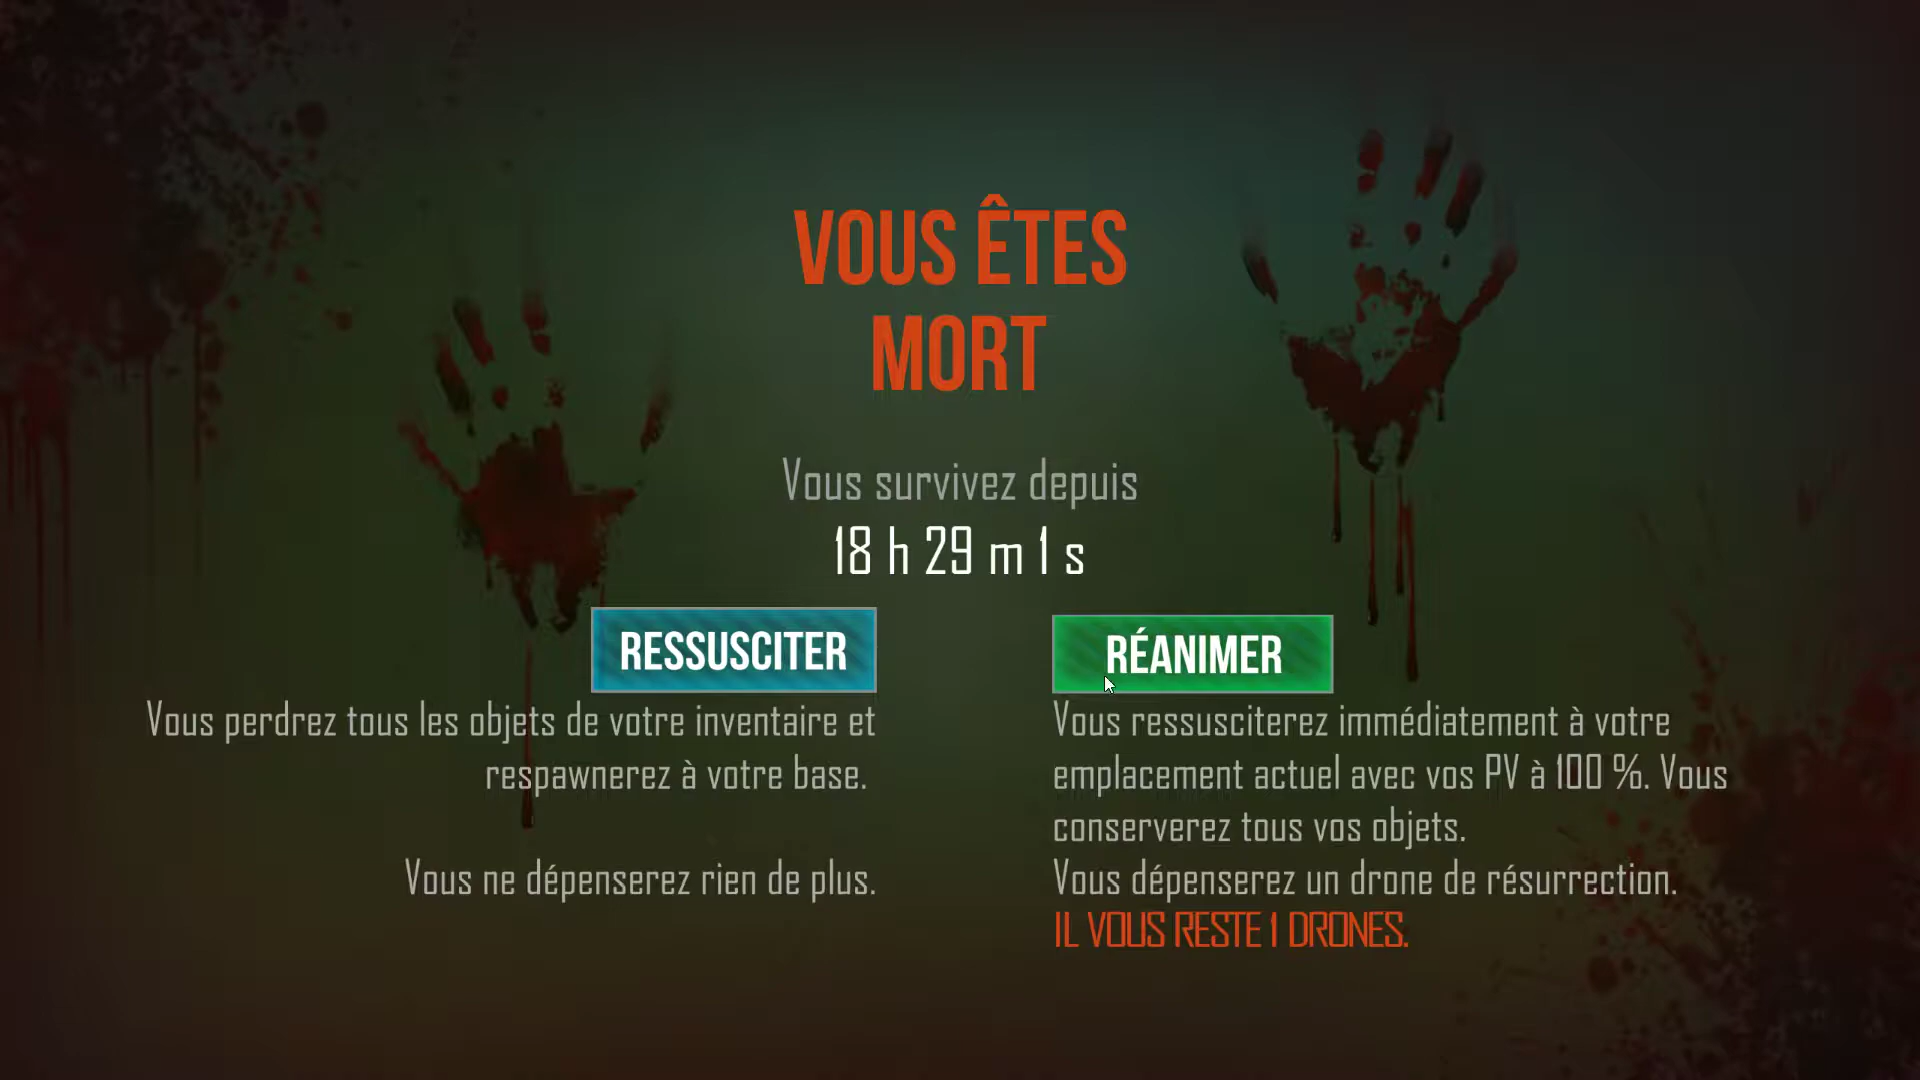 VOUS ÊTES
MORT
Vous survivez depuis
18 h 29 m 1 s
RESSUSCITER
Vous perdrez tous les objets de votre inventaire et
respawnerez à votre base.
Vous ne dépenserez rien de plus.
RÉANIMER
Vous ressusciterez immédiatement à votre
emplacement actuel avec vos PV à 100 %. Vous
conserverez tous vos objets.
Vous dépenserez un drone de résurrection.
IL VOUS RESTE 1 DRONES.